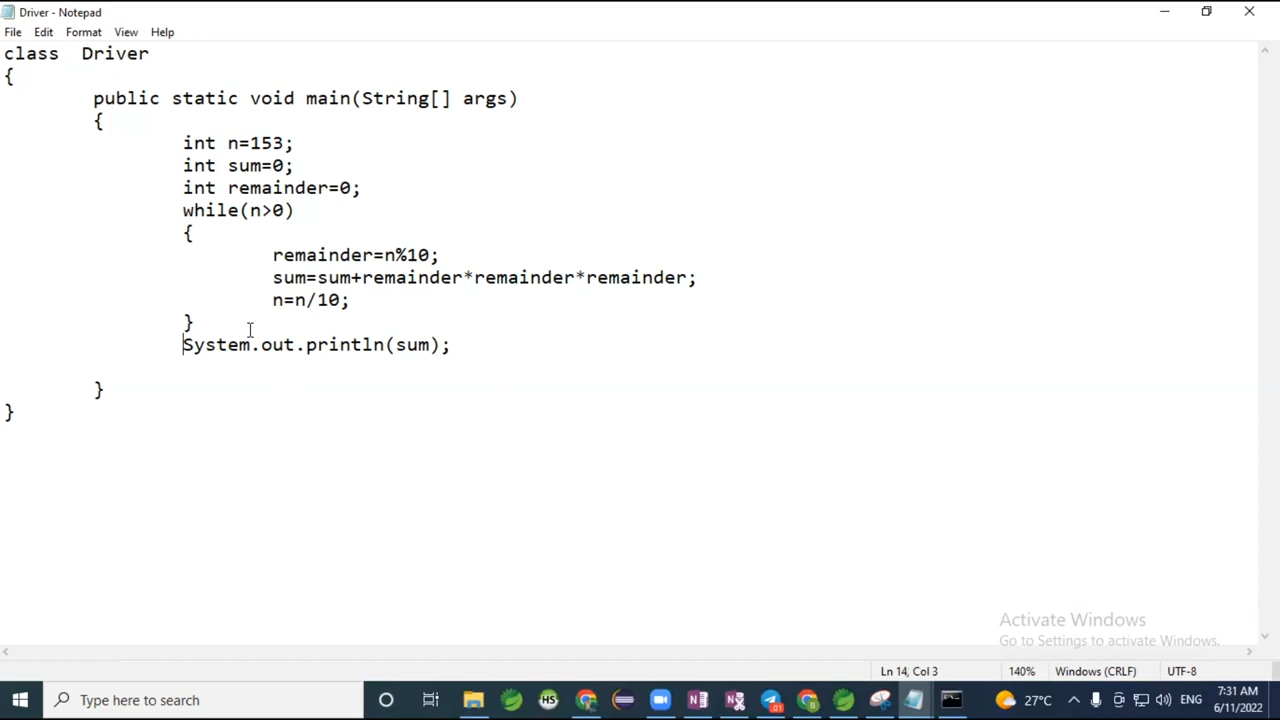 Driver - Notepad
File Edit Format View Help
class  Driver
{
        public static void main(String[] args)
        {
                int n=153;
                int sum=0;
                int remainder=0;
                while(n>0)
                {
                        remainder=n%10;
                        sum=sum+remainder*remainder*remainder;
                        n=n/10;
                }
                System.out.println(sum);
        }
}
Activate Windows
Go to Settings to activate Windows.
Ln 14, Col 3 140% Windows (CRLF) UTF-8
Type here to search HS 27°C ENG 7:31 AM
6/11/2022